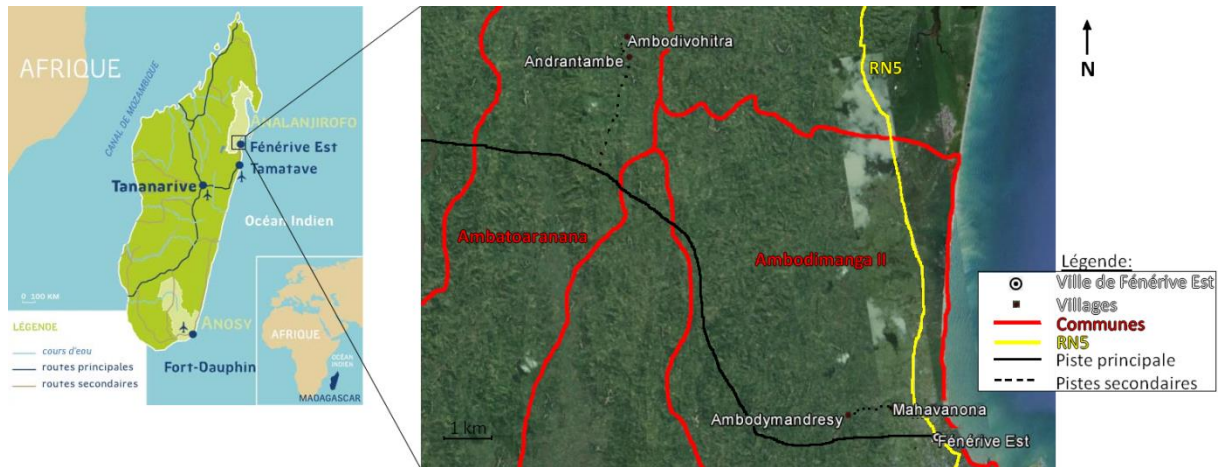 AFRIQUE
CANAL DE MOZAMBIQUE
ANALANJIROFO
Fénérive Est
Tamatave
Tananarive
Océan Indien
0 100 KM
LÉGENDE
cours d'eau
routes principales
routes secondaires
ANOSY
Fort-Dauphin
AFRIQUE
OCÉAN
INDIEN
MADAGASCAR
Ambodivohitra
Andrantambe
RN5
N
Ambatoaranana
Ambodimanga II
Ambodymandresy
Mahavanona
Fénérive Est
1 km
Légende:
Ville de Fénérive Est
Villages
Communes
RN5
Piste principale
Pistes secondaires